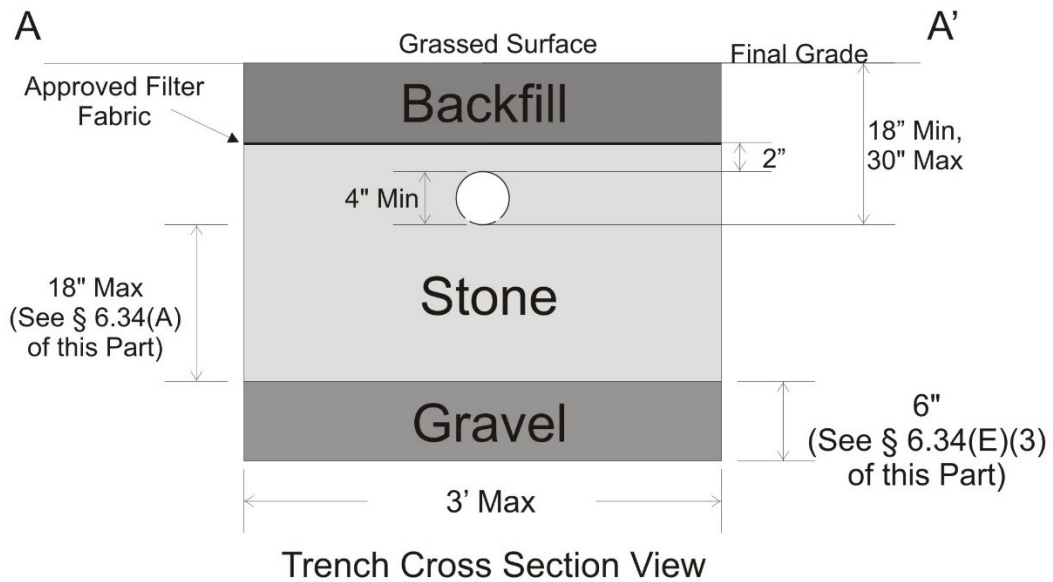 A
A'
Grassed Surface
Final Grade
Approved Filter
Fabric
Backfill
18” Min,
30" Max
2”
4" Min
18" Max
(See § 6.34(A)
of this Part)
Stone
Gravel
6"
(See § 6.34(E)(3)
of this Part)
3’ Max
Trench Cross Section View